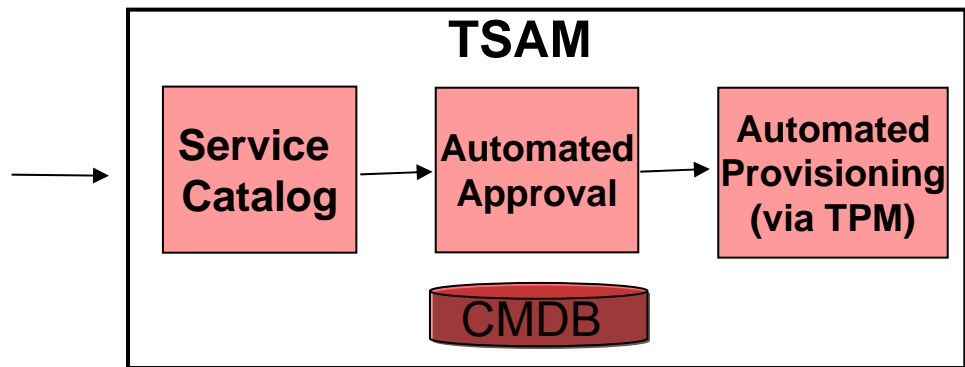 TSAM
Service
Catalog
Automated
Approval
Automated
Provisioning
(via TPM)
CMDB